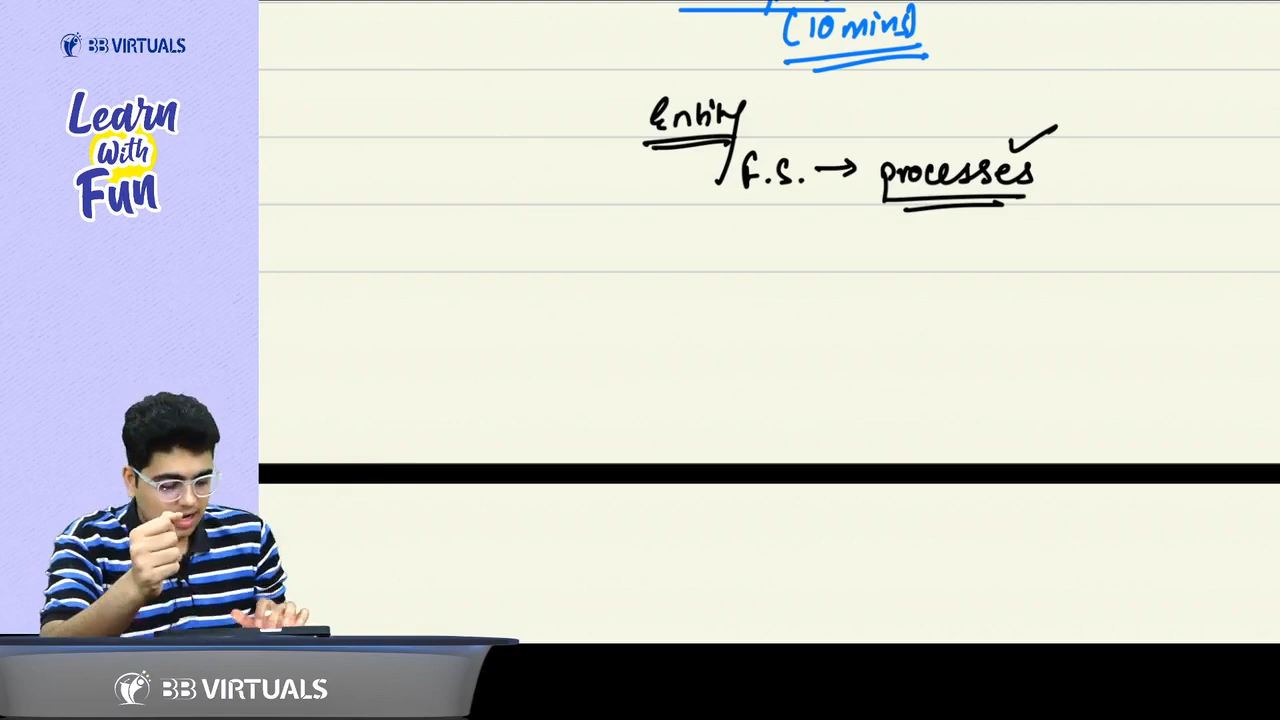 BB VIRTUALS
Learn
With
Fun
(10 mins)
Entity
F.S. → processes ✓
BB VIRTUALS